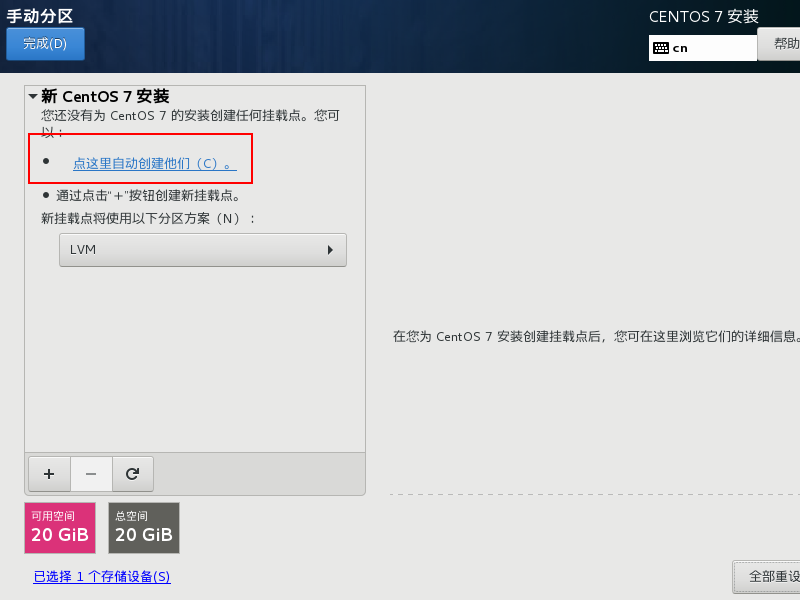 手动分区
完成(D)
CENTOS 7 安装
cn
帮助
新 CentOS 7 安装
您还没有为 CentOS 7 的安装创建任何挂载点。您可
以：
点这里自动创建他们（C）。
通过点击"＋"按钮创建新挂载点。
新挂载点将使用以下分区方案（N）：
LVM
在您为 CentOS 7 安装创建挂载点后，您可在这里浏览它们的详细信息。
+ −
可用空间
20 GiB
总空间
20 GiB
已选择 1 个存储设备(S)
全部重设